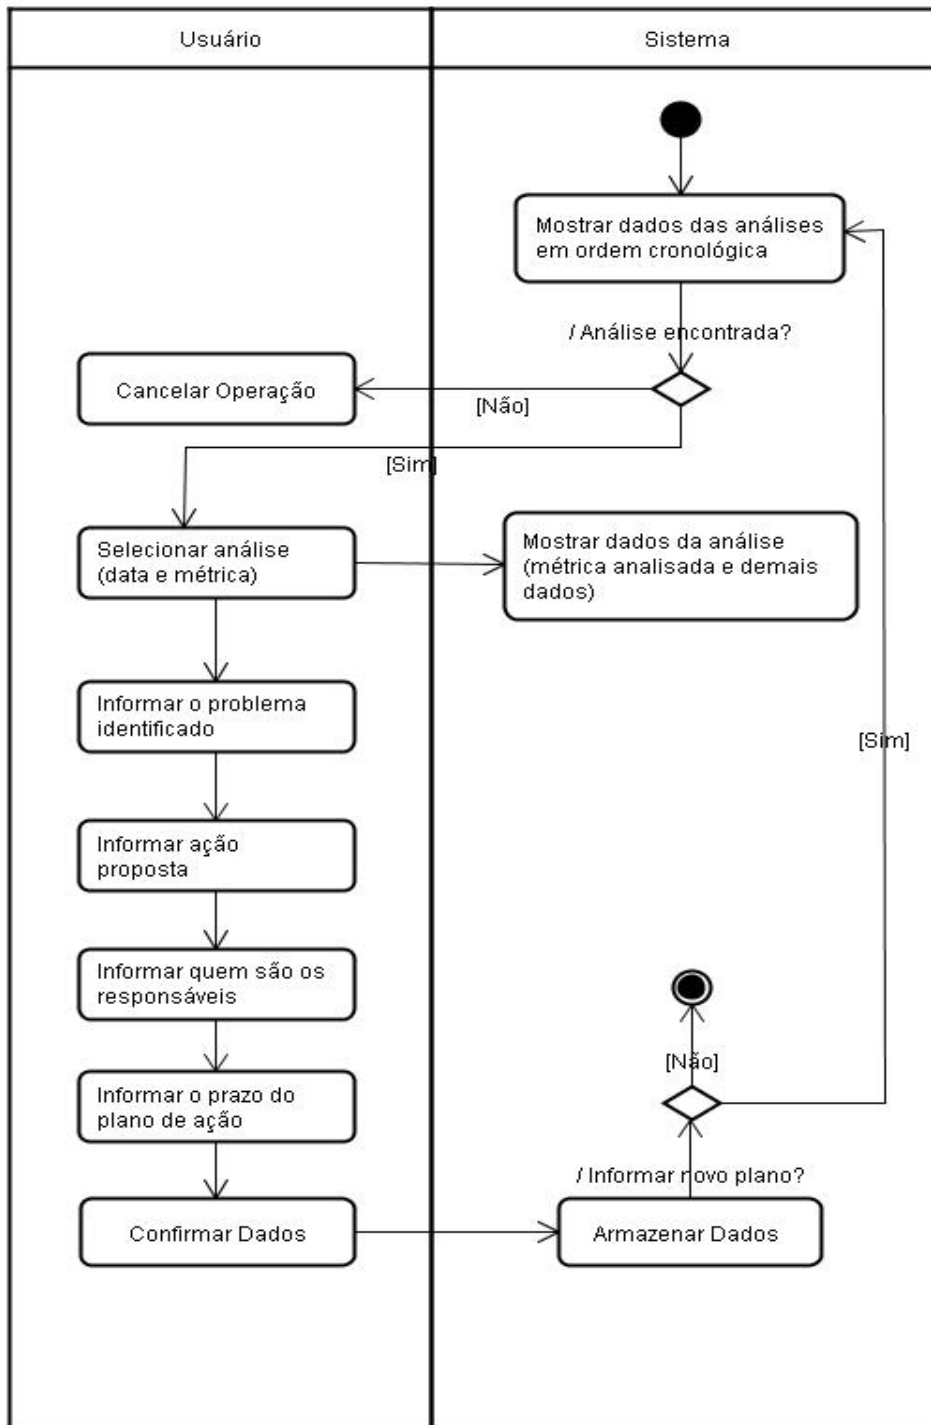 Usuário
Sistema
Mostrar dados das análises
em ordem cronológica
/ Análise encontrada?
Cancelar Operação
[Não]
[Sim]
Selecionar análise
(data e métrica)
Mostrar dados da análise
(métrica analisada e demais
dados)
Informar o problema
identificado
[Sim]
Informar ação
proposta
Informar quem são os
responsáveis
[Não]
Informar o prazo do
plano de ação
/ Informar novo plano?
Confirmar Dados
Armazenar Dados